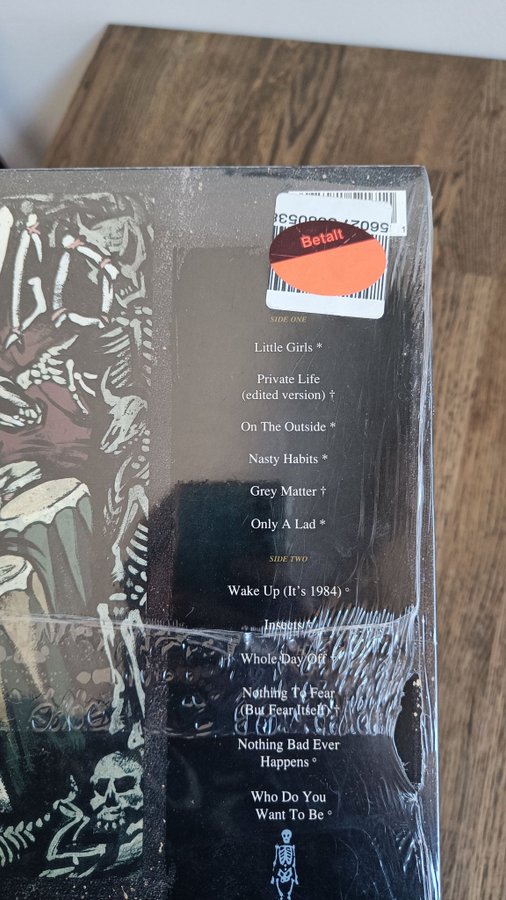 Betalt
SIDE ONE
Little Girls *
Private Life
(edited version) †
On The Outside *
Nasty Habits *
Grey Matter †
Only A Lad *
SIDE TWO
Wake Up (It's 1984) °
Insects
Whole Day Off
Nothing To Fear
(But Fear Itself) †
Nothing Bad Ever
Happens °
Who Do You
Want To Be °